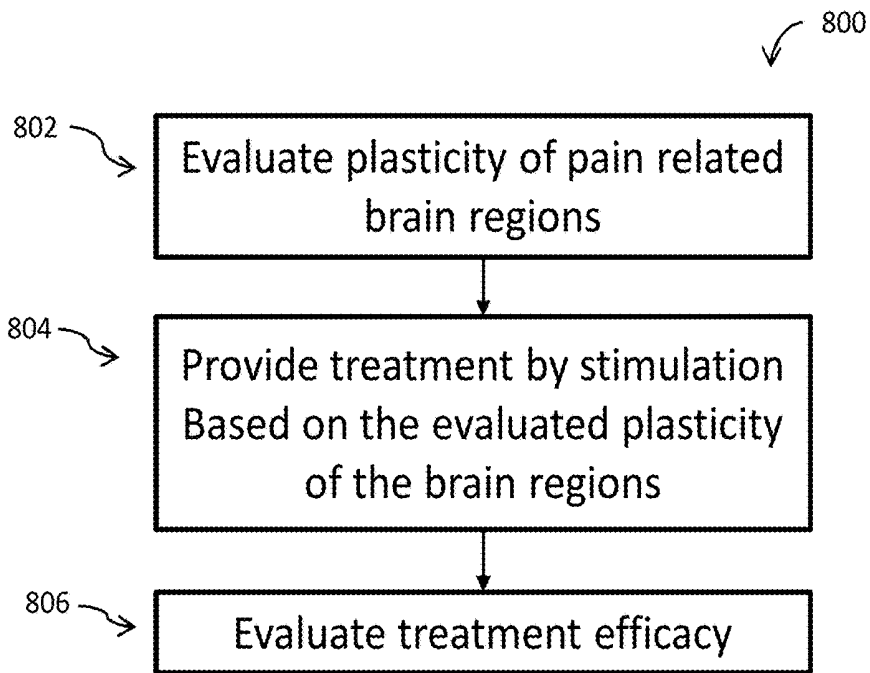 800
802
Evaluate plasticity of pain related
brain regions
804
Provide treatment by stimulation
Based on the evaluated plasticity
of the brain regions
806
Evaluate treatment efficacy